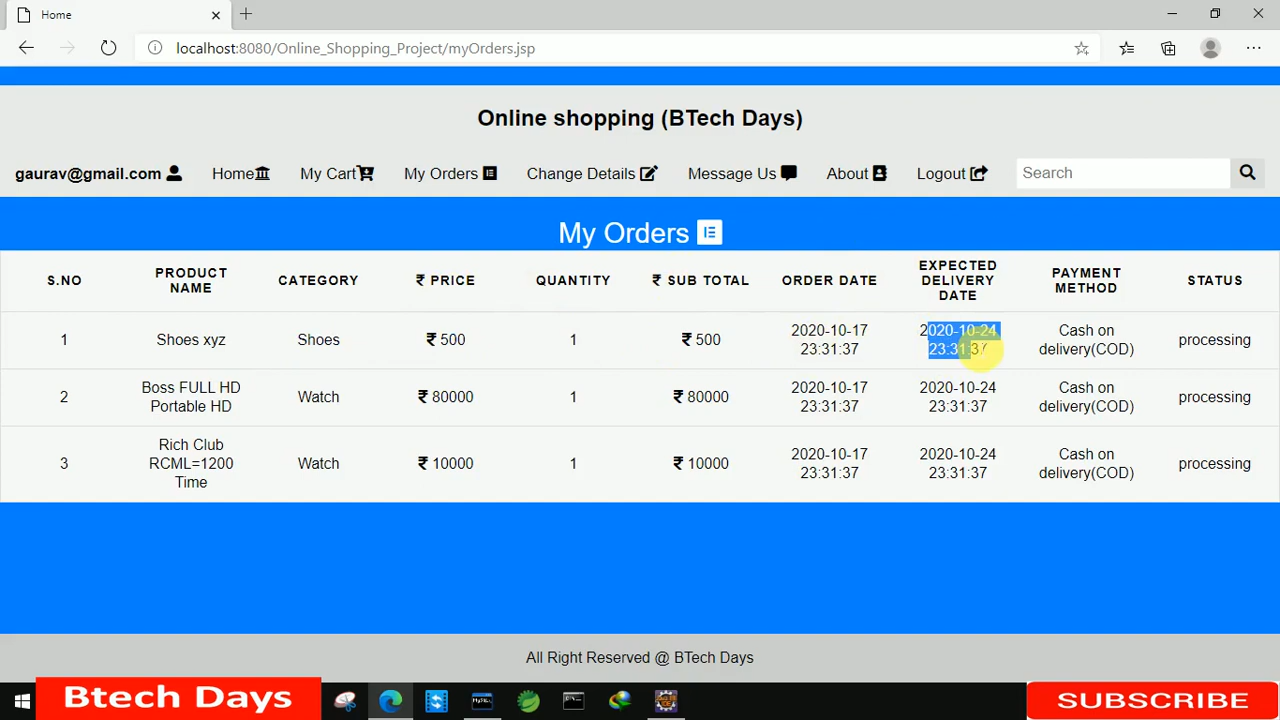 Home
localhost:8080/Online_Shopping_Project/myOrders.jsp
Online shopping (BTech Days)
gaurav@gmail.com Home My Cart My Orders Change Details Message Us About Logout Search
My Orders
S.NO PRODUCT NAME CATEGORY ₹ PRICE QUANTITY ₹ SUB TOTAL ORDER DATE EXPECTED DELIVERY DATE PAYMENT METHOD STATUS
1 Shoes xyz Shoes ₹ 500 1 ₹ 500 2020-10-17 23:31:37 2020-10-24 23:31:37 Cash on delivery(COD) processing
2 Boss FULL HD Portable HD Watch ₹ 80000 1 ₹ 80000 2020-10-17 23:31:37 2020-10-24 23:31:37 Cash on delivery(COD) processing
3 Rich Club RCML=1200 Time Watch ₹ 10000 1 ₹ 10000 2020-10-17 23:31:37 2020-10-24 23:31:37 Cash on delivery(COD) processing
All Right Reserved @ BTech Days
Btech Days
SUBSCRIBE